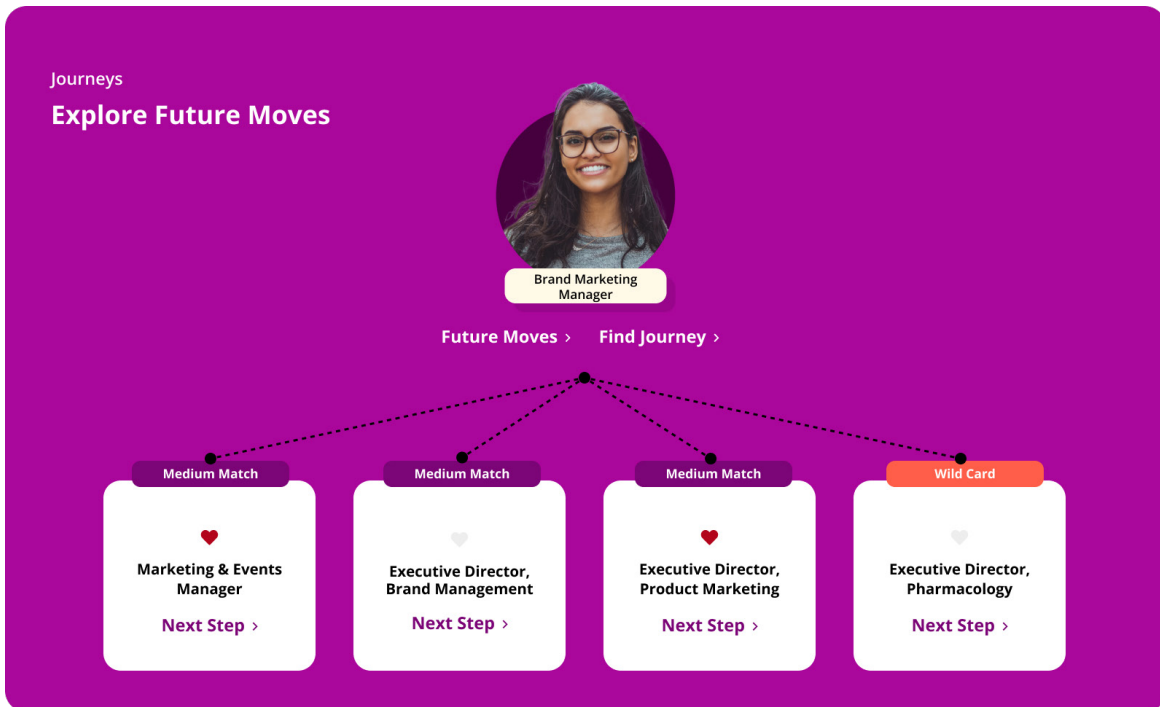 Journeys
Explore Future Moves
Brand Marketing
Manager
Future Moves >
Find Journey >
Medium Match
Medium Match
Medium Match
Wild Card
Marketing & Events
Manager
Next Step >
Executive Director,
Brand Management
Next Step >
Executive Director,
Product Marketing
Next Step >
Executive Director,
Pharmacology
Next Step >